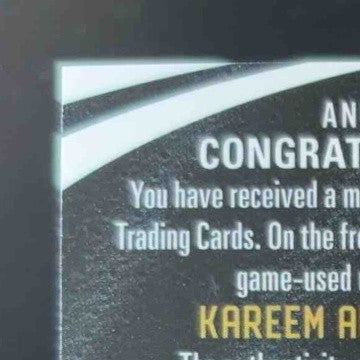 AN
CONGRAT
You have received a m
Trading Cards. On the fr
game-used
KAREEM A